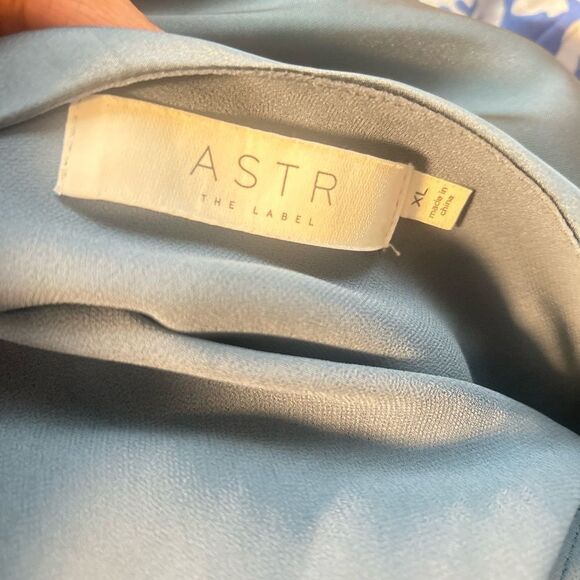 ASTR
THE LABEL
XL
made in
china